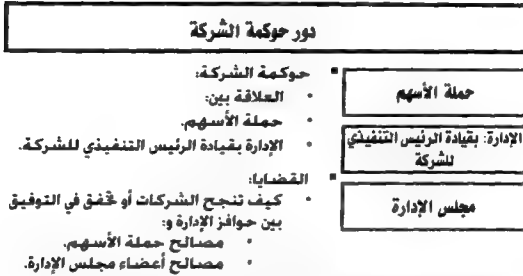 دور حوكمة الشركة
حوكمة الشركة:
العلاقة بين:
حملة الأسهم.
الإدارة بقيادة الرئيس التنفيذي للشركة.
القضايا:
كيف تنجح الشركات أو تخفق في التوفيق
بين حوافز الإدارة و:
مصالح حملة الأسهم.
مصالح أعضاء مجلس الإدارة.
حملة الأسهم
الإدارة: بقيادة الرئيس التنفيذي
للشركة
مجلس الإدارة